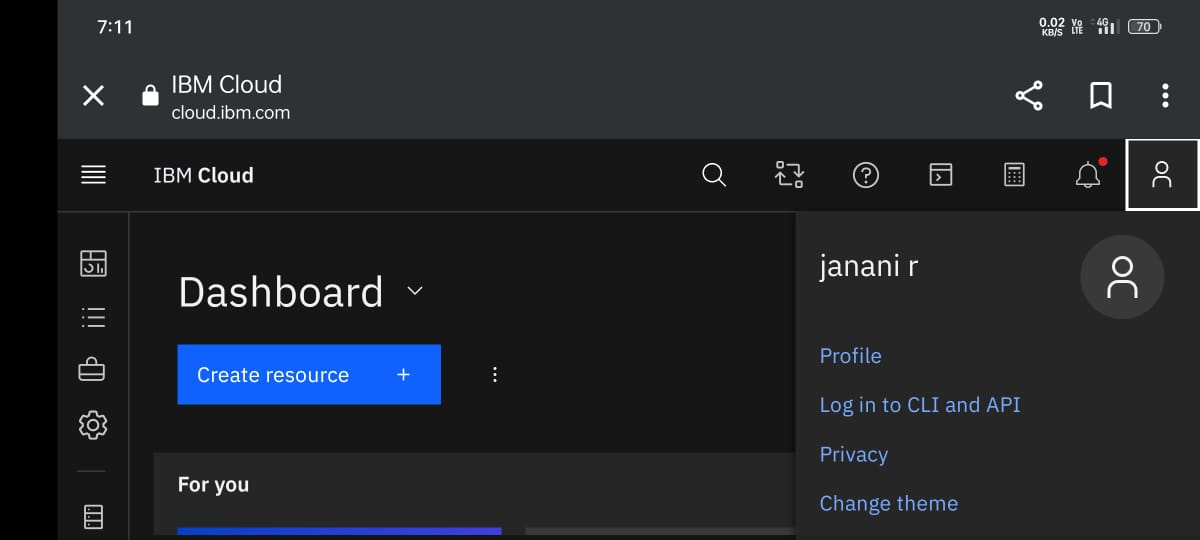 7:11
0.02 KB/S Vo LTE 4G 70
IBM Cloud
cloud.ibm.com
IBM Cloud
janani r
Dashboard
Profile
Create resource +
Log in to CLI and API
Privacy
For you
Change theme